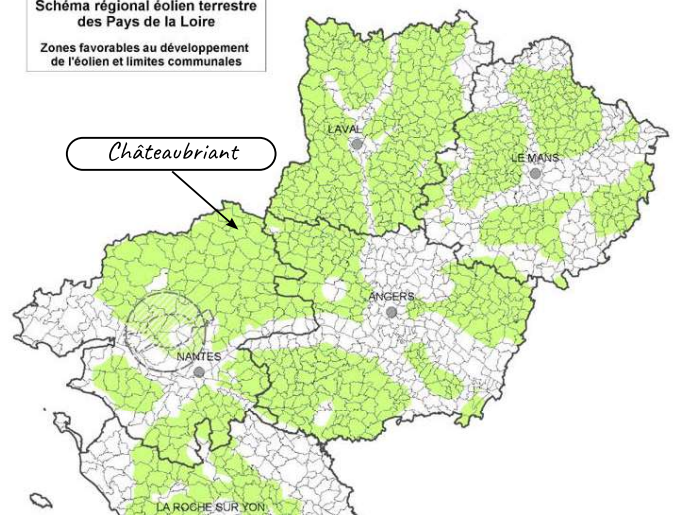 Schéma régional éolien terrestre
des Pays de la Loire
Zones favorables au développement
de l'éolien et limites communales
Châteaubriant
LAVAL
LE MANS
ANGERS
NANTES
LA ROCHE SUR YON